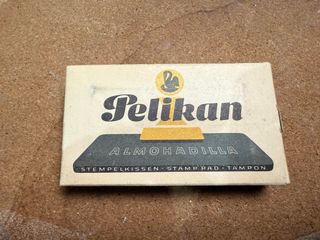 Pelikan
ALMOHADILLA
STEMPELKISSEN · STAMP PAD · TAMPON